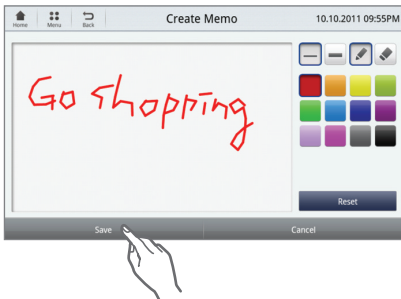 Home Menu Back Create Memo 10.10.2011 09:55PM
Go shopping
Reset
Save Cancel